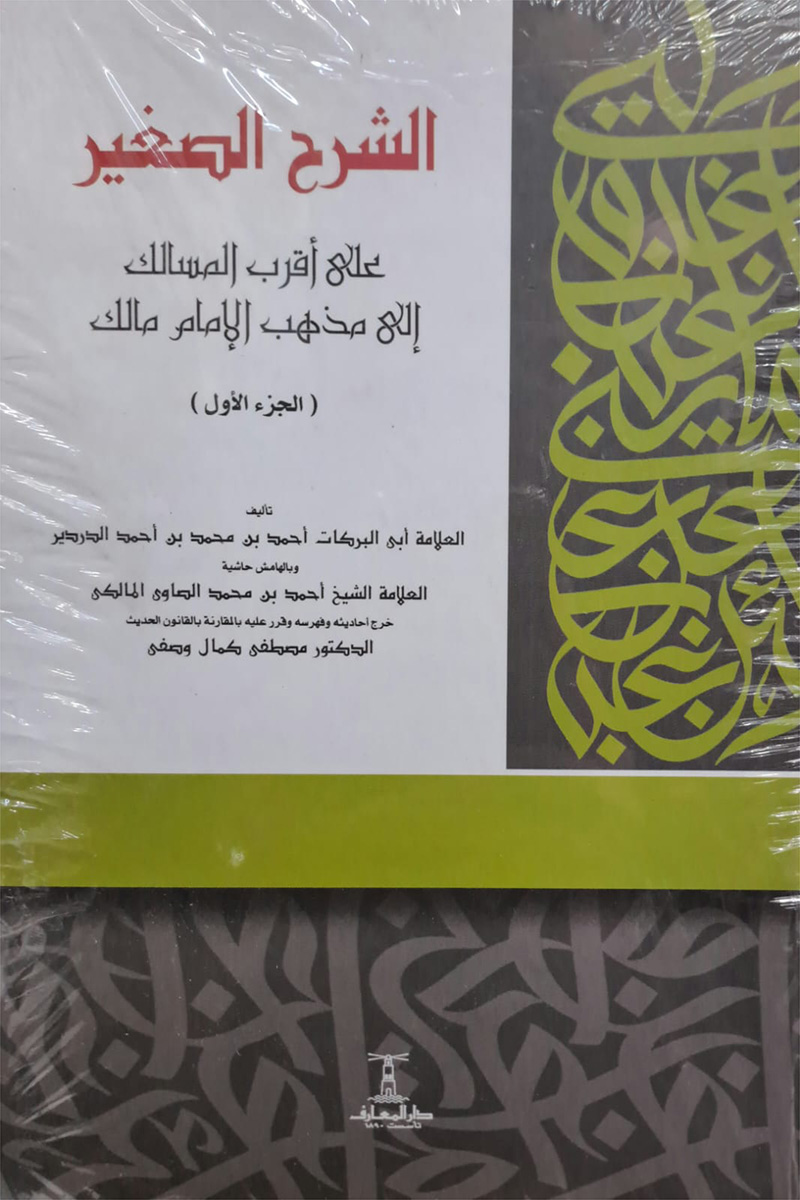 الشرح الصغير
على أقرب المسالك
إلى مذهب الإمام مالك
( الجزء الأول )
تأليف
العلامة أبى البركات أحمد بن محمد بن أحمد الدردير
وبالهامش حاشية
العلامة الشيخ أحمد بن محمد الصاوى المالكى
خرج أحاديثه وفهرسه وقرر عليه بالمقارنة بالقانون الحديث
الدكتور مصطفى كمال وصفى
دار المعارف
تأسست ١٨٩٠